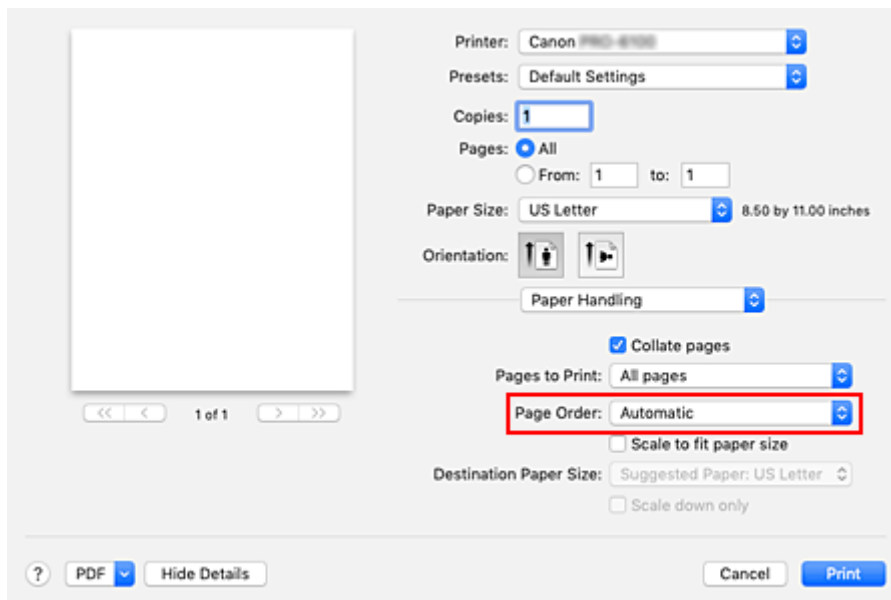 Printer: Canon
Presets: Default Settings
Copies: 1
Pages: All
From: 1 to: 1
Paper Size: US Letter 8.50 by 11.00 inches
Orientation:
Paper Handling
Collate pages
Pages to Print: All pages
<< < 1 of 1 > >>
Page Order: Automatic
Scale to fit paper size
Destination Paper Size: Suggested Paper: US Letter
Scale down only
? PDF Hide Details Cancel Print